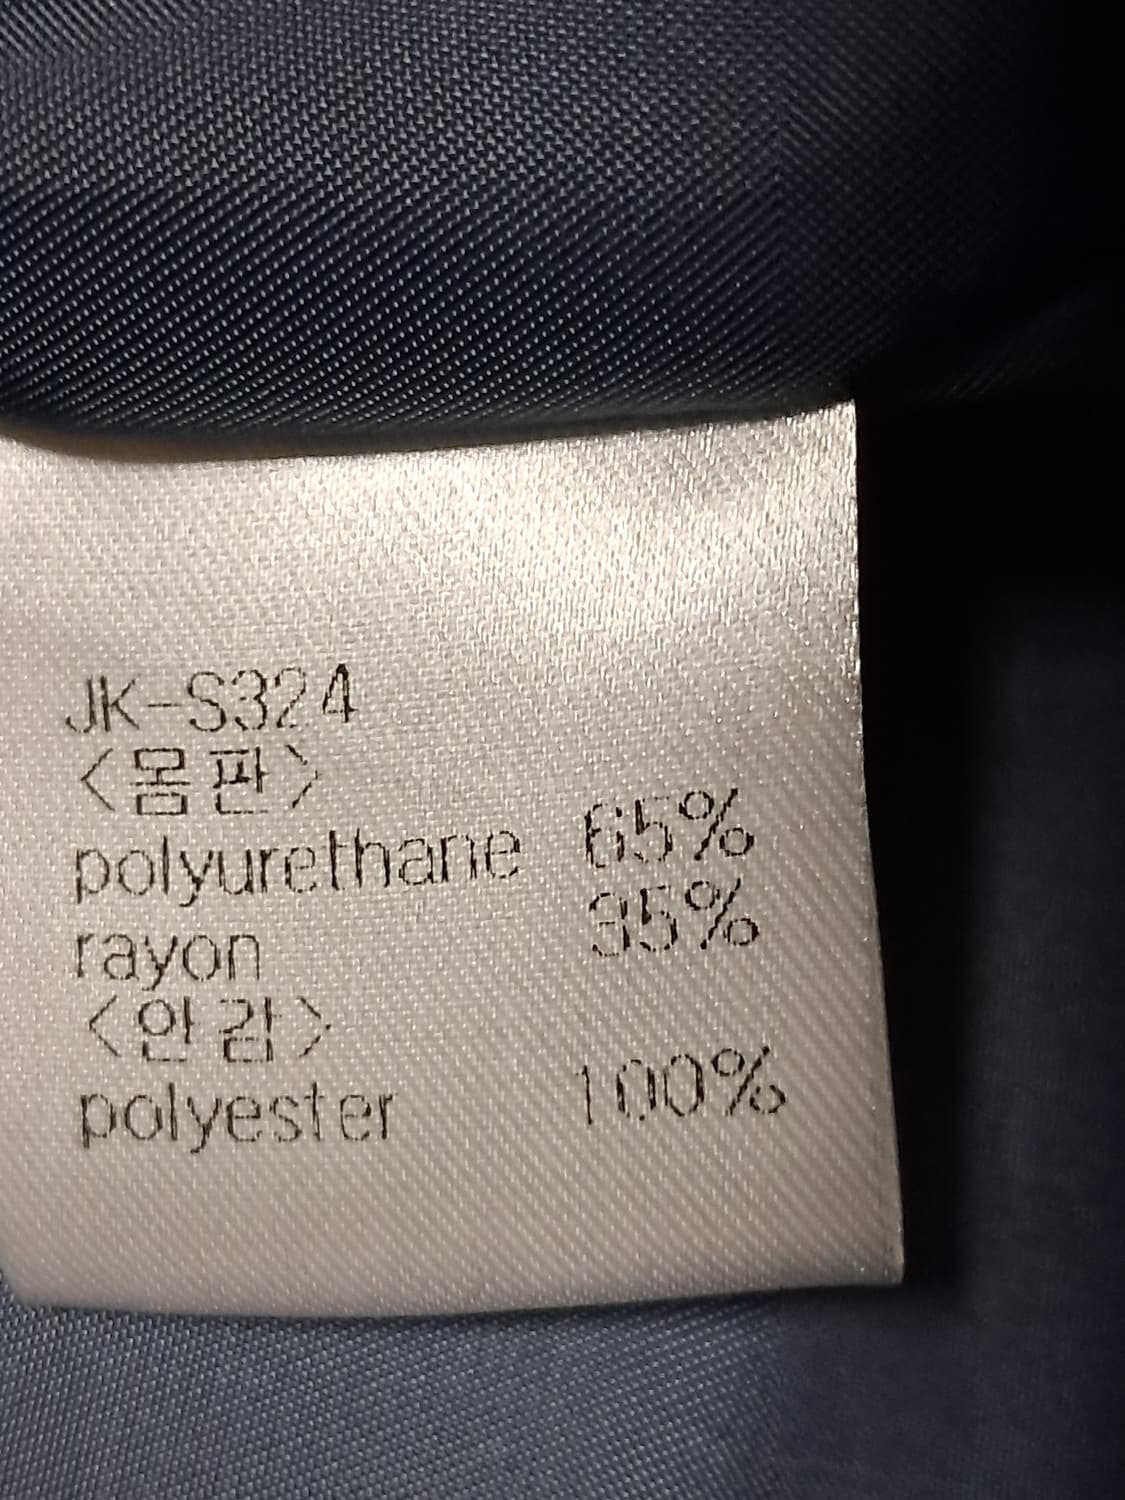 JK-S324
<몸판>
polyurethane 65%
rayon 35%
<안감>
polyester 100%